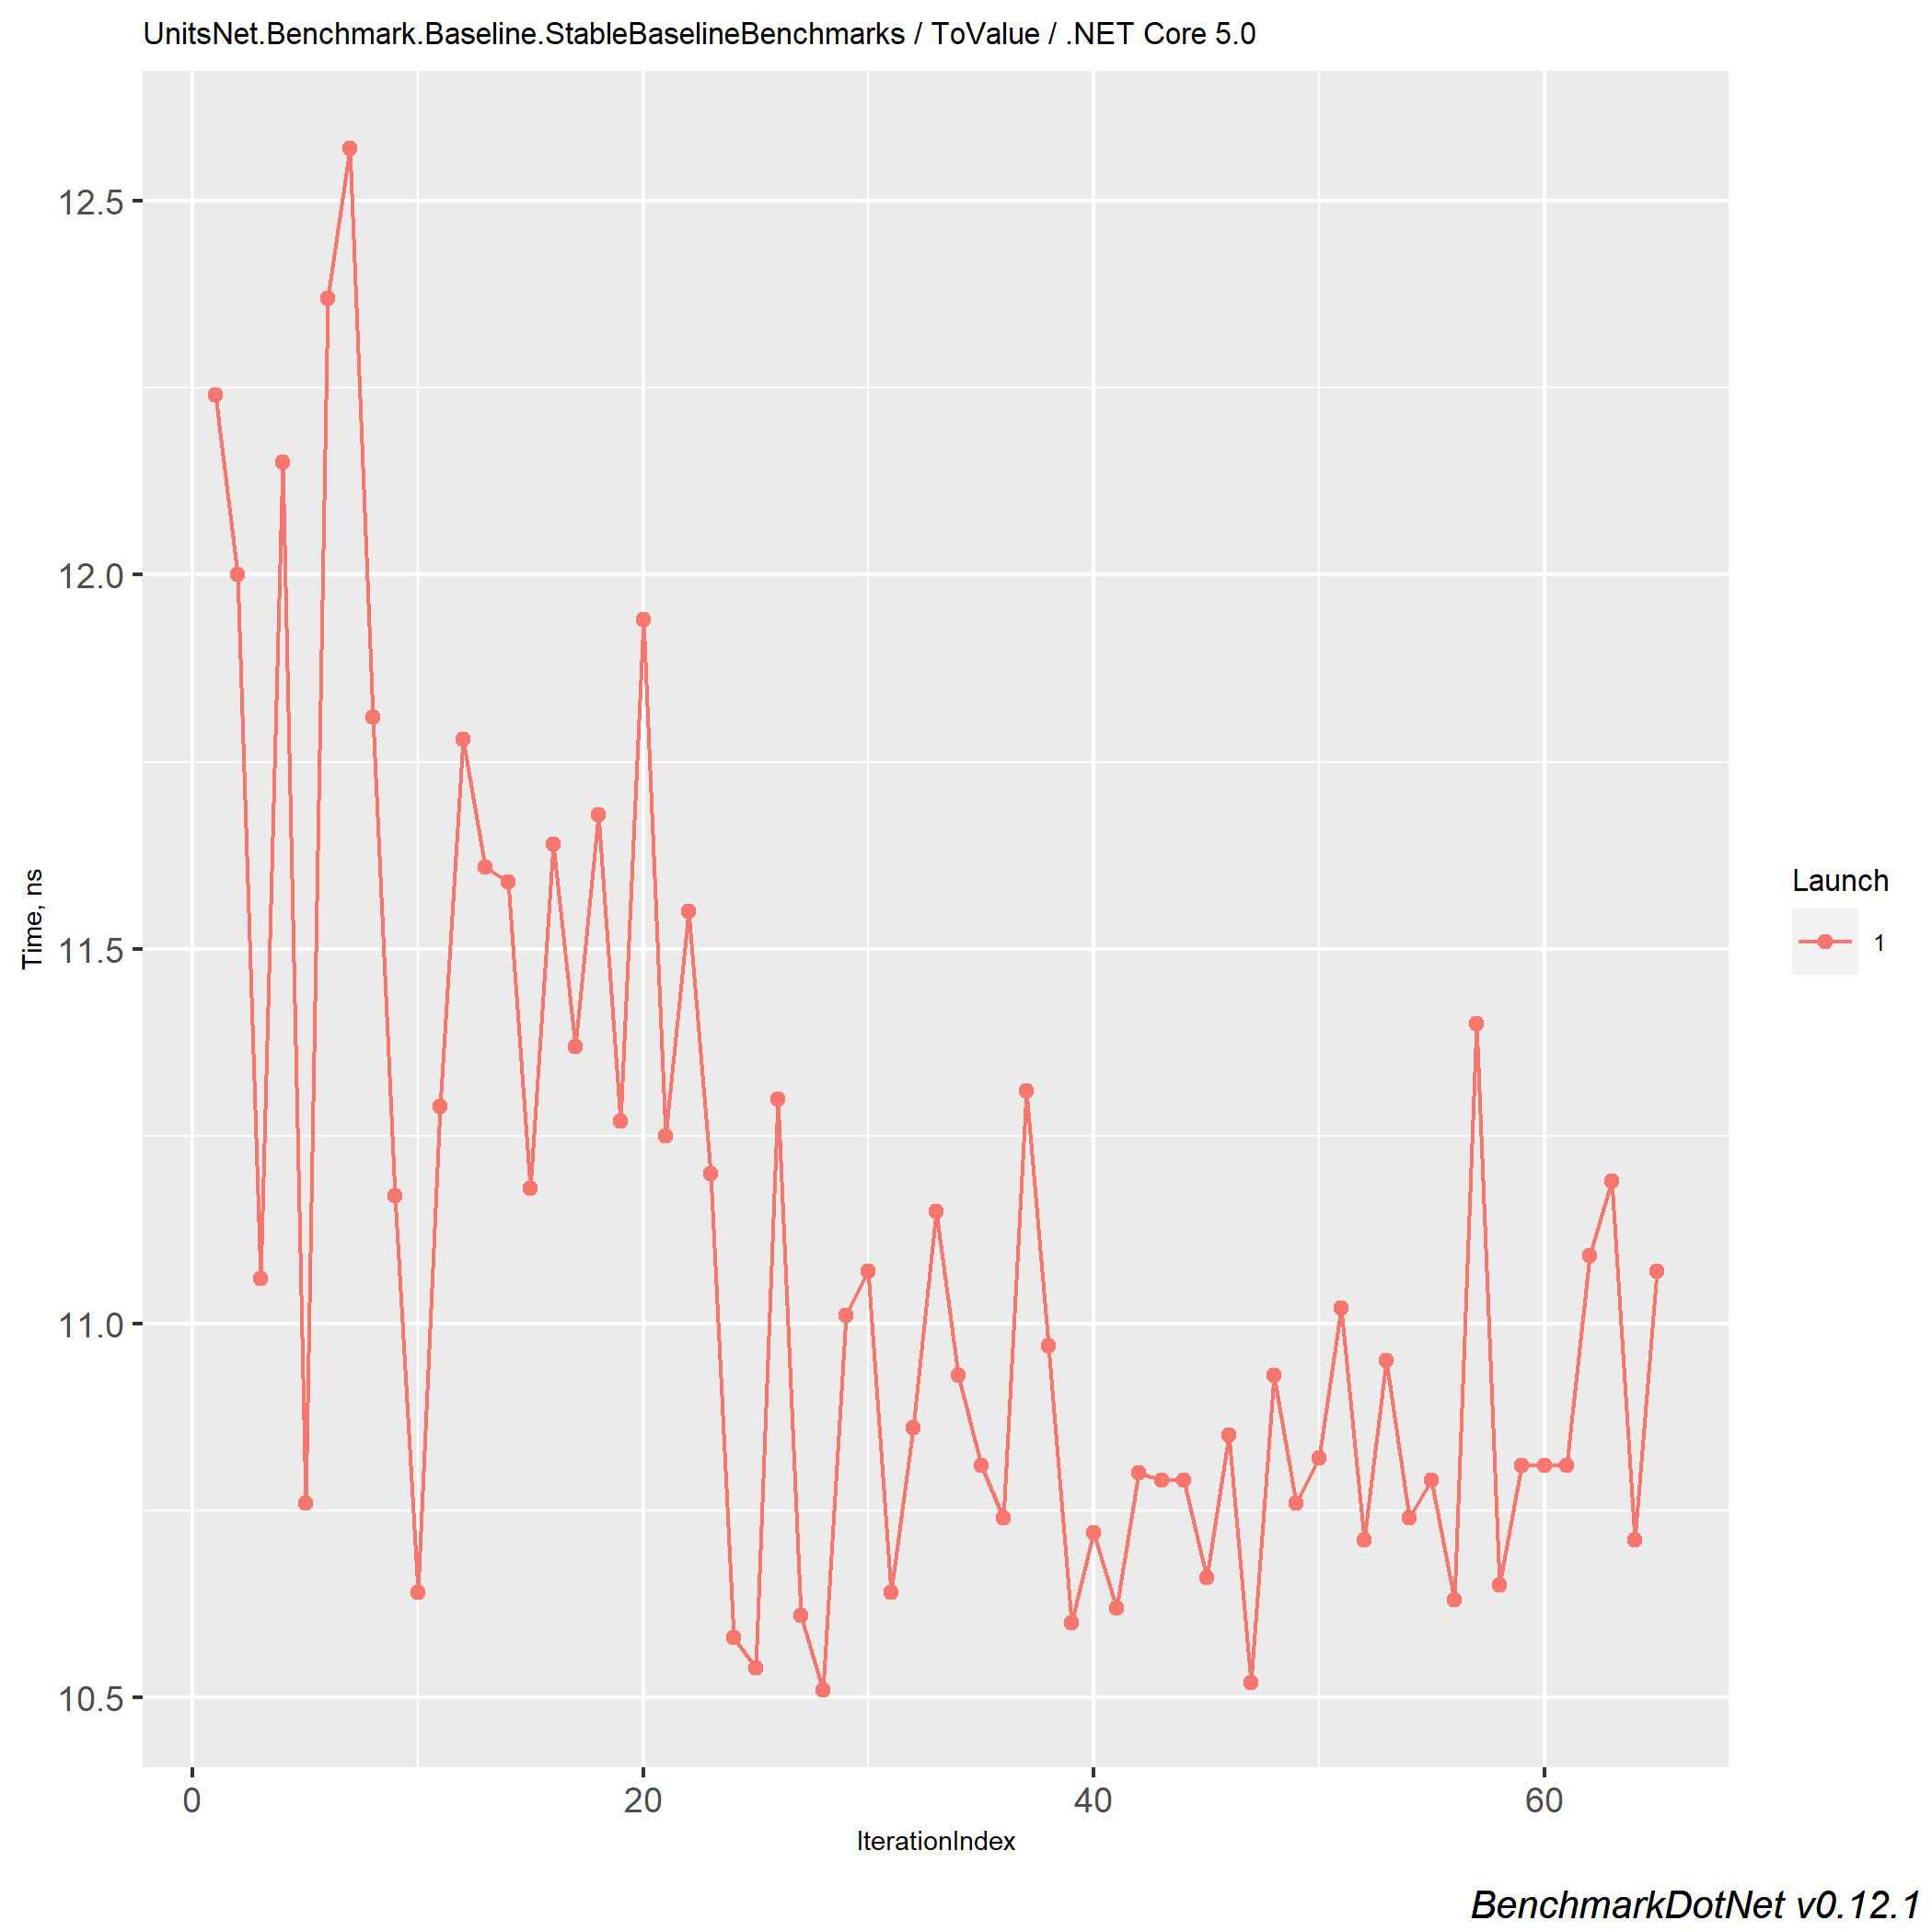 UnitsNet.Benchmark.Baseline.StableBaselineBenchmarks / ToValue / .NET Core 5.0
12.5
12.0
11.5
11.0
10.5
Time, ns
0 20 40 60
IterationIndex
Launch
1
BenchmarkDotNet v0.12.1